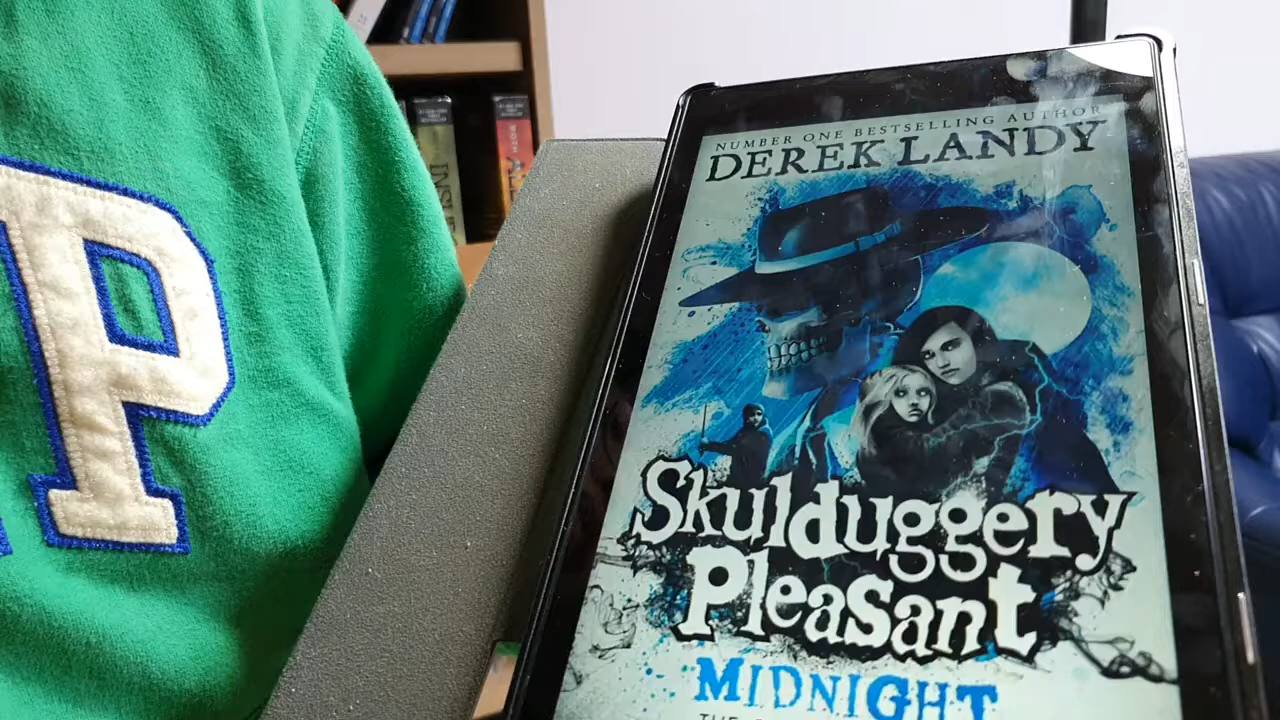 P
NUMBER ONE BESTSELLING AUTHOR
DEREK LANDY
Skulduggery
Pleasant
MIDNIGHT